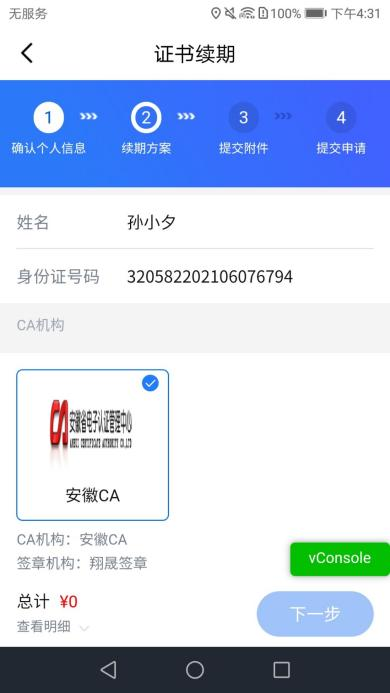 无服务 100% 下午4:31
证书续期
1 2 3 4
确认个人信息 续期方案 提交附件 提交申请
姓名 孙小夕
身份证号码 320582202106076794
CA机构
安徽省电子认证管理中心
ANHUI CERTIFICATE AUTHORITY CO.,LTD
安徽CA
CA机构：安徽CA
签章机构：翔晟签章
vConsole
总计 ¥0
下一步
查看明细